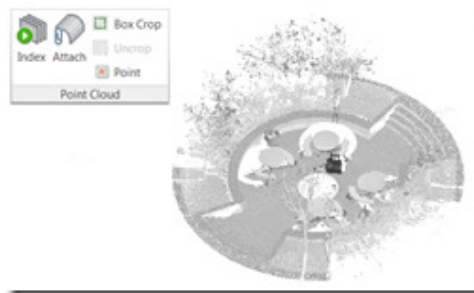 Box Crop
Uncrop
Index Attach
Point
Point Cloud